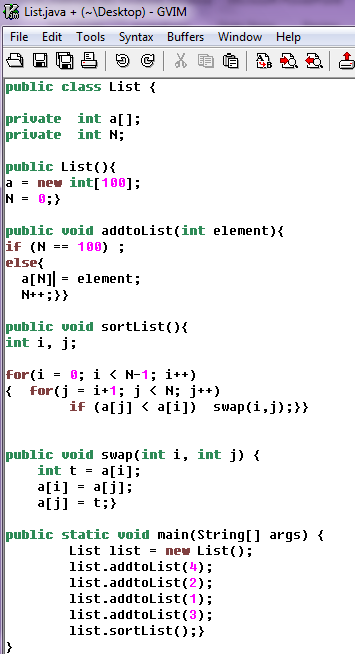 List.java + (~\Desktop) - GVIM
File Edit Tools Syntax Buffers Window Help
public class List {
private  int a[];
private  int N;
public List(){
a = new int[100];
N = 0;}
public void addtoList(int element){
if (N == 100) ;
else{
  a[N] = element;
  N++;}}
public void sortList(){
int i, j;
for(i = 0; i < N-1; i++)
{  for(j = i+1; j < N; j++)
        if (a[j] < a[i])  swap(i,j);}}
public void swap(int i, int j) {
    int t = a[i];
    a[i] = a[j];
    a[j] = t;}
public static void main(String[] args) {
        List list = new List();
        list.addtoList(4);
        list.addtoList(2);
        list.addtoList(1);
        list.addtoList(3);
        list.sortList();}
}